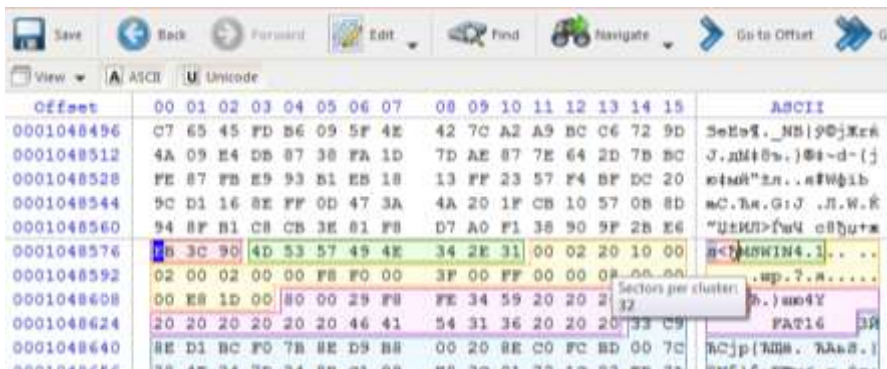 Save Back Forward Edit Find Navigate Go to Offset G
View A ASCII U Unicode
Offset 00 01 02 03 04 05 06 07 08 09 10 11 12 13 14 15 ASCII
0001048496 C7 65 45 FD B6 09 5F 4E 42 7C A2 A9 BC C6 72 9D
0001048512 4A 09 E4 DB 87 38 FA 1D 7D AE 87 7E 64 2D 7B BC
0001048528 FE 87 FB E9 93 B1 EB 18 13 FF 23 57 F4 BF DC 20
0001048544 9C D1 16 8E FF 0D 47 3A 4A 20 1F CB 10 57 0B 8D
0001048560 94 8F B1 C8 CB 3E 81 F8 D7 A0 F1 38 90 9F 2B E6
0001048576 EB 3C 90 4D 53 57 49 4E 34 2E 31 00 02 20 10 00 MSWIN4.1
0001048592 02 00 02 00 00 F8 F0 00 3F 00 FF 00 00 08 00 00
0001048608 00 E8 1D 00 80 00 29 F8 FE 34 59 20 20
Sectors per cluster:
32
0001048624 20 20 20 20 20 20 46 41 54 31 36 20 20 20 33 C9 FAT16 3Й
0001048640 8E D1 BC F0 7B 8E D9 B8 00 20 8E C0 FC BD 00 7C